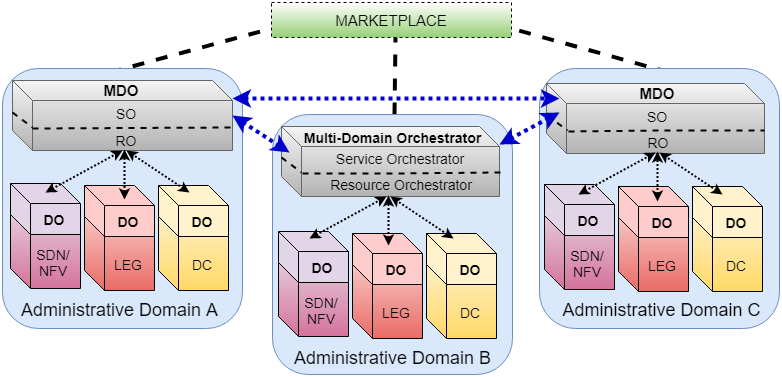 MARKETPLACE
MDO
SO
RO
DO
DO
DO
SDN/
NFV
LEG
DC
Administrative Domain A
Multi-Domain Orchestrator
Service Orchestrator
Resource Orchestrator
DO
DO
DO
SDN/
NFV
LEG
DC
Administrative Domain B
MDO
SO
RO
DO
DO
DO
SDN/
NFV
LEG
DC
Administrative Domain C